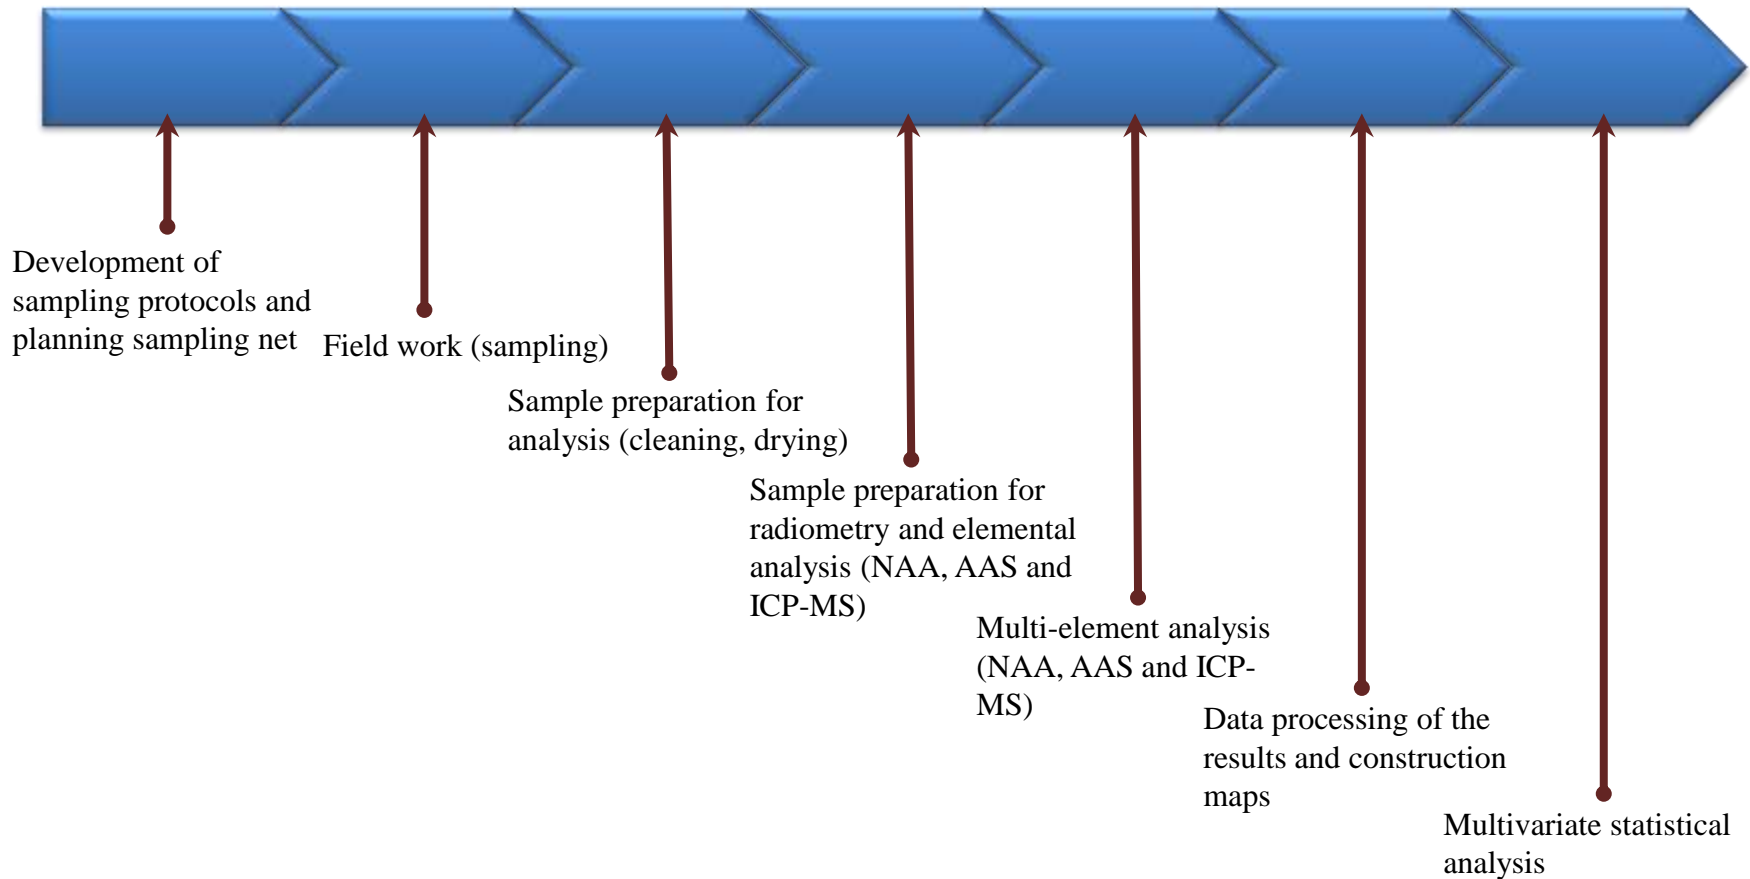 Development of
sampling protocols and
planning sampling net
Field work (sampling)
Sample preparation for
analysis (cleaning, drying)
Sample preparation for
radiometry and elemental
analysis (NAA, AAS and
ICP-MS)
Multi-element analysis
(NAA, AAS and ICP-
MS)
Data processing of the
results and construction
maps
Multivariate statistical
analysis